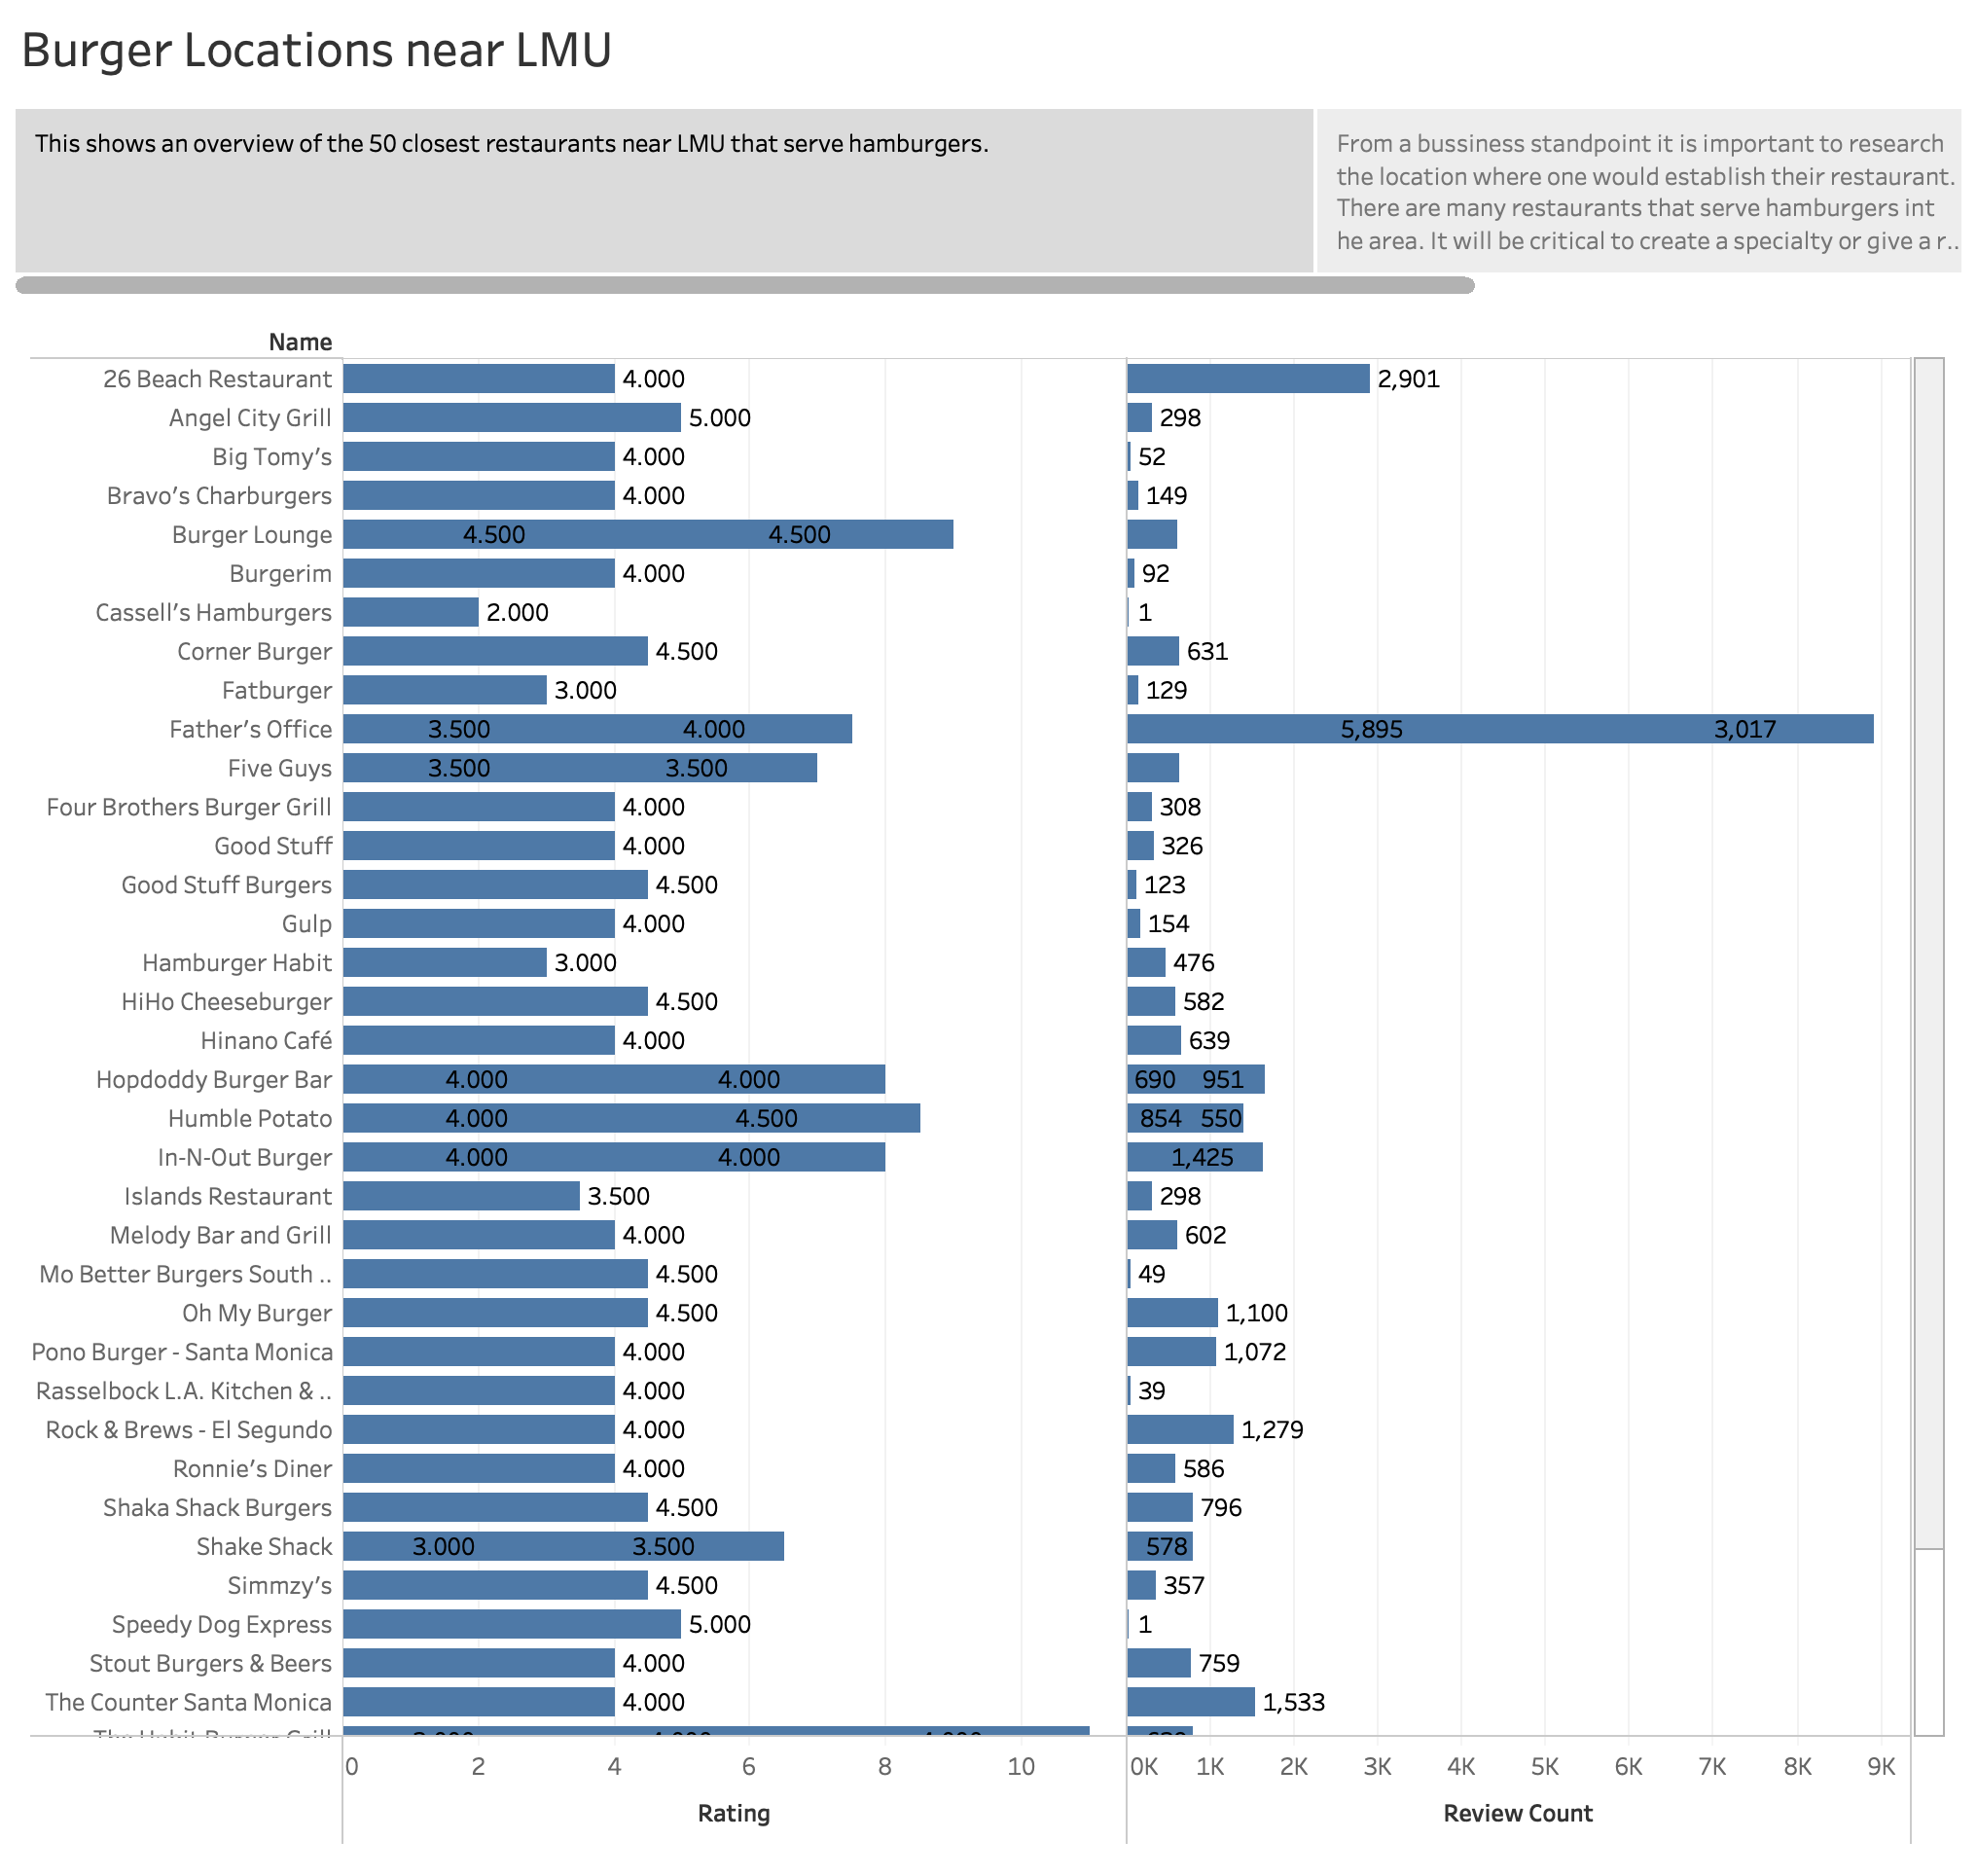 Burger Locations near LMU
This shows an overview of the 50 closest restaurants near LMU that serve hamburgers.
From a bussiness standpoint it is important to research
the location where one would establish their restaurant.
There are many restaurants that serve hamburgers int
he area. It will be critical to create a specialty or give a r..
Name
26 Beach Restaurant 4.000 2,901
Angel City Grill 5.000 298
Big Tomy's 4.000 52
Bravo's Charburgers 4.000 149
Burger Lounge 4.500 4.500
Burgerim 4.000 92
Cassell's Hamburgers 2.000 1
Corner Burger 4.500 631
Fatburger 3.000 129
Father's Office 3.500 4.000 5,895 3,017
Five Guys 3.500 3.500
Four Brothers Burger Grill 4.000 308
Good Stuff 4.000 326
Good Stuff Burgers 4.500 123
Gulp 4.000 154
Hamburger Habit 3.000 476
HiHo Cheeseburger 4.500 582
Hinano Café 4.000 639
Hopdoddy Burger Bar 4.000 4.000 690 951
Humble Potato 4.000 4.500 854 550
In-N-Out Burger 4.000 4.000 1,425
Islands Restaurant 3.500 298
Melody Bar and Grill 4.000 602
Mo Better Burgers South .. 4.500 49
Oh My Burger 4.500 1,100
Pono Burger - Santa Monica 4.000 1,072
Rasselbock L.A. Kitchen & .. 4.000 39
Rock & Brews - El Segundo 4.000 1,279
Ronnie's Diner 4.000 586
Shaka Shack Burgers 4.500 796
Shake Shack 3.000 3.500 578
Simmzy's 4.500 357
Speedy Dog Express 5.000 1
Stout Burgers & Beers 4.000 759
The Counter Santa Monica 4.000 1,533
The Habit Burger Grill
0 2 4 6 8 10 0K 1K 2K 3K 4K 5K 6K 7K 8K 9K
Rating Review Count